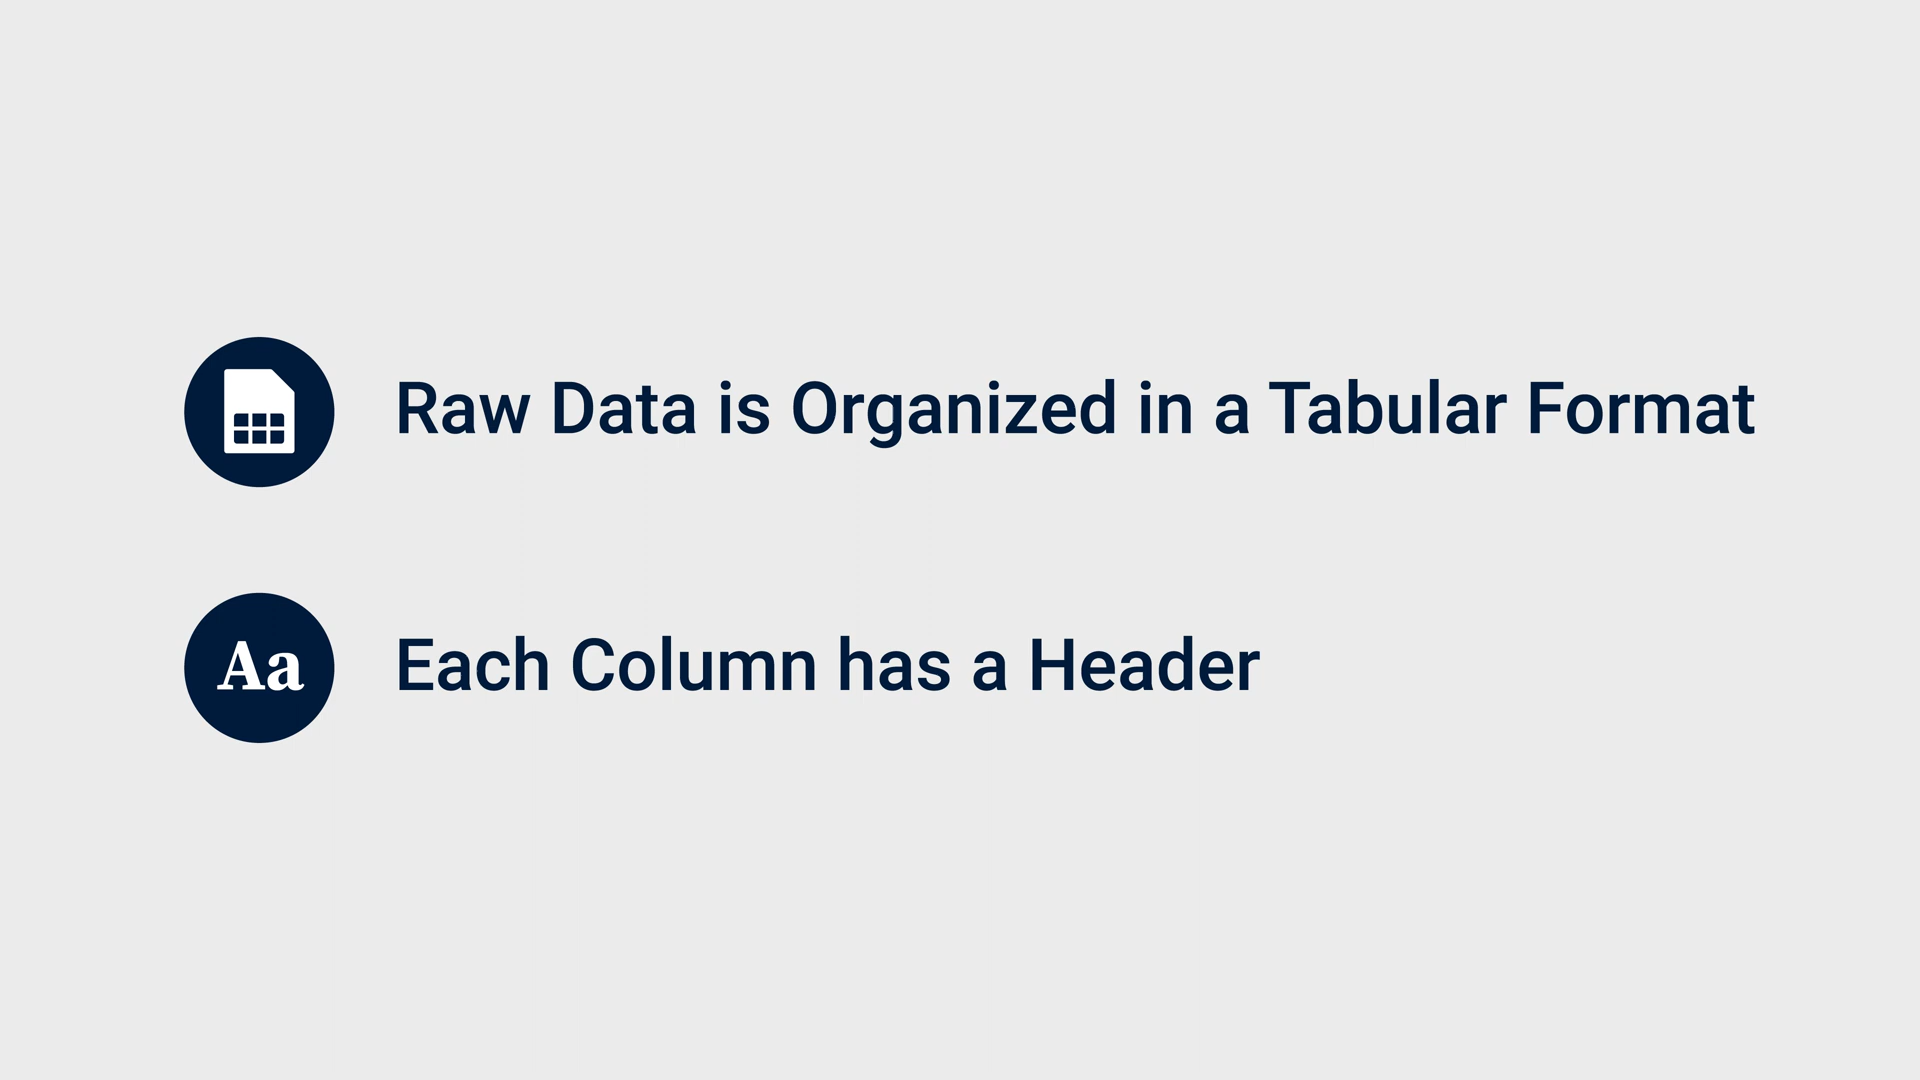 Raw Data is Organized in a Tabular Format
Aa
Each Column has a Header